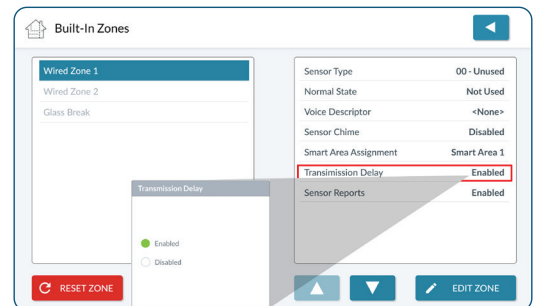 Built-In Zones
Wired Zone 1
Wired Zone 2
Glass Break
Sensor Type 00 - Unused
Normal State Not Used
Voice Descriptor <None>
Sensor Chime Disabled
Smart Area Assignment Smart Area 1
Transimission Delay Enabled
Sensor Reports Enabled
Transmission Delay
Enabled
Disabled
RESET ZONE
EDIT ZONE